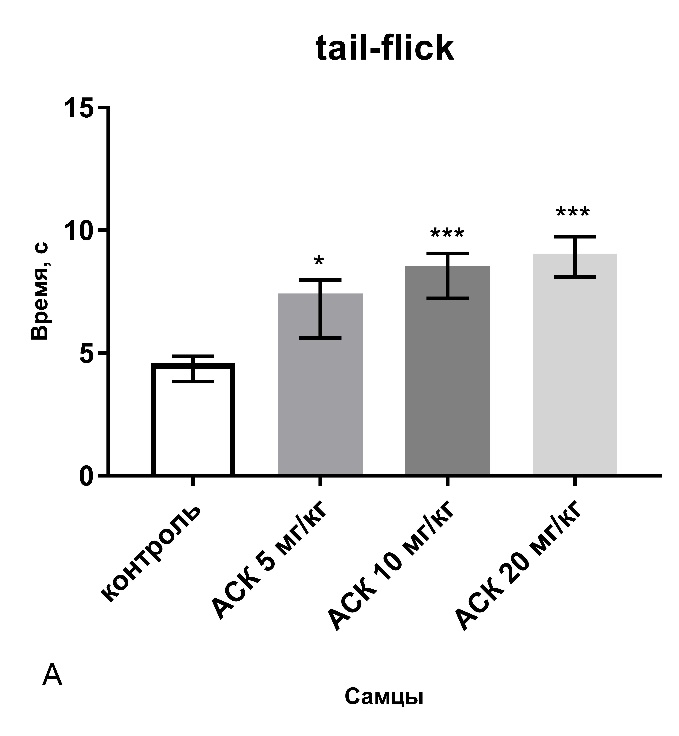 tail-flick
Время, с
15
10
5
0
*
***
***
контроль
АСК 5 мг/кг
АСК 10 мг/кг
АСК 20 мг/кг
А
Самцы